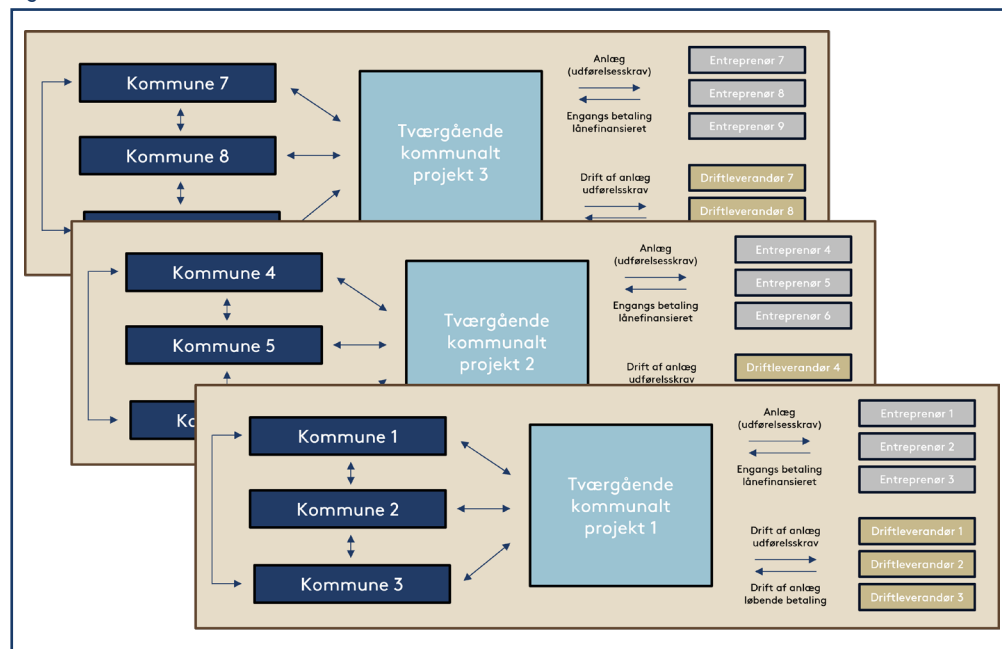 Kommune 7
Kommune 8
Tværgående
kommunalt
projekt 3
Anlæg
(udførelsesskrav)
Engangs betaling
lånefinansieret
Entreprenør 7
Entreprenør 8
Entreprenør 9
Drift af anlæg
udførelsskrav
Driftleverandør 7
Driftleverandør 8
Kommune 4
Kommune 5
Tværgående
kommunalt
projekt 2
Anlæg
(udførelsesskrav)
Engangs betaling
lånefinansieret
Entreprenør 4
Entreprenør 5
Entreprenør 6
Drift af anlæg
udførelsskrav
Driftleverandør 4
Kommune 1
Kommune 2
Kommune 3
Tværgående
kommunalt
projekt 1
Anlæg
(udførelsesskrav)
Engangs betaling
lånefinansieret
Entreprenør 1
Entreprenør 2
Entreprenør 3
Drift af anlæg
udførelsskrav
Drift af anlæg
løbende betaling
Driftleverandør 1
Driftleverandør 2
Driftleverandør 3